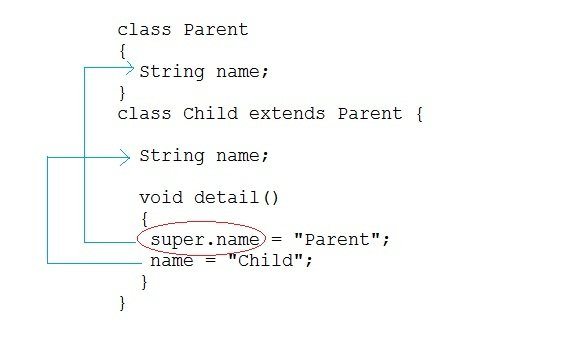 class Parent
{
String name;
}
class Child extends Parent {
String name;
void detail()
{
super.name = "Parent";
name = "Child";
}
}